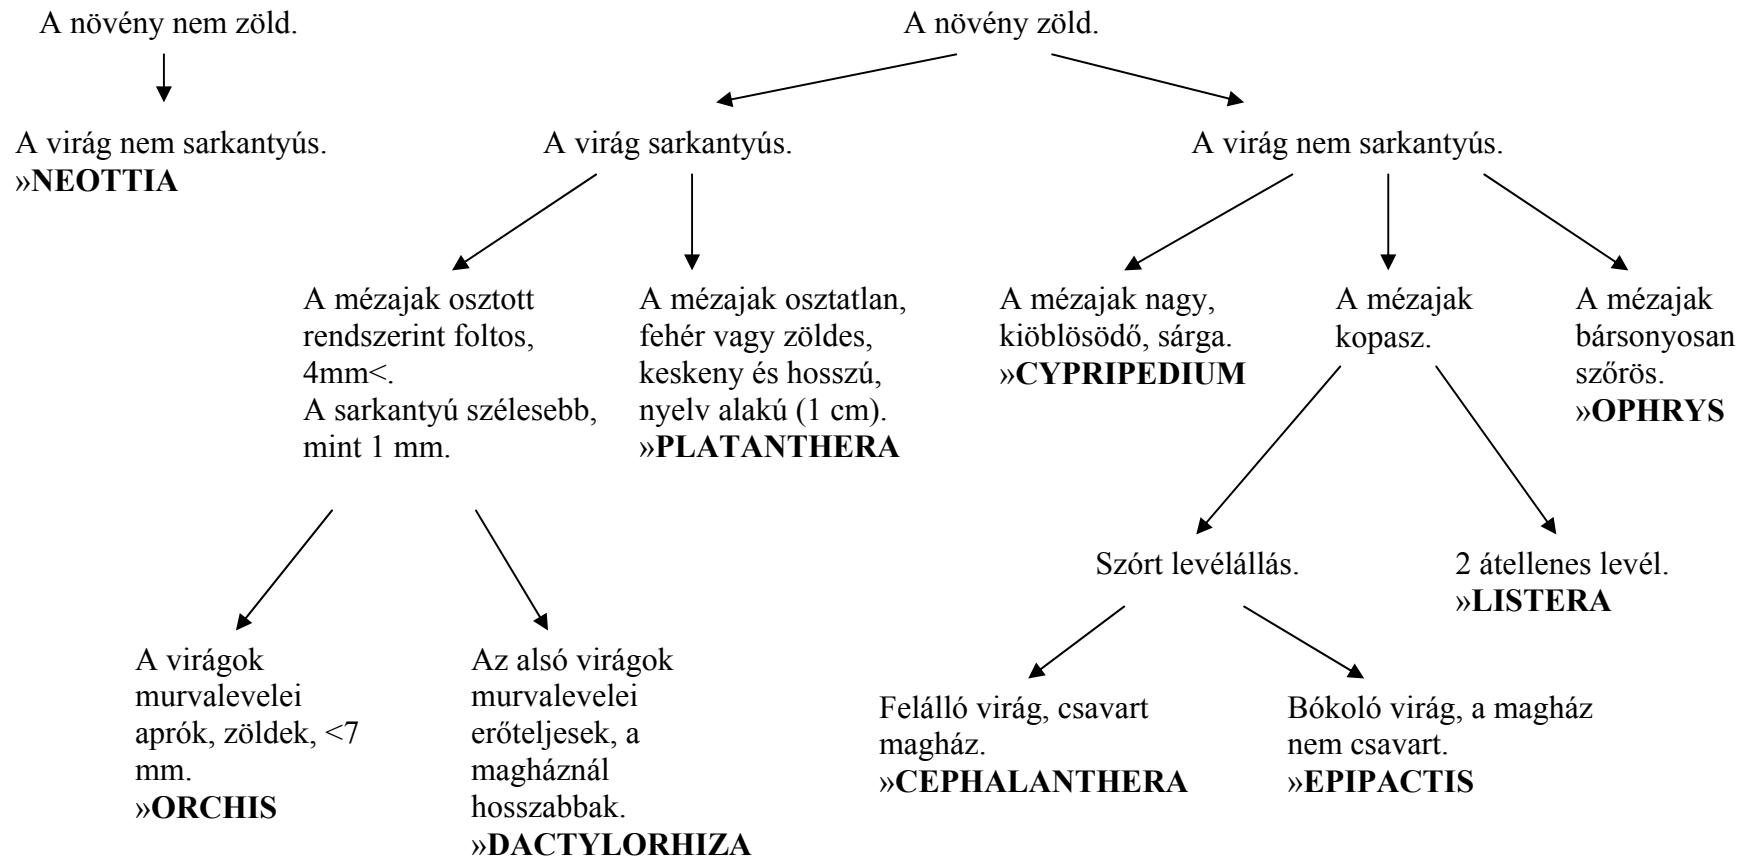 A növény nem zöld.
A növény zöld.
A virág nem sarkantyús.
»NEOTTIA
A virág sarkantyús.
A virág nem sarkantyús.
A mézajak osztott
rendszerint foltos,
4mm<.
A sarkantyú szélesebb,
mint 1 mm.
A mézajak osztatlan,
fehér vagy zöldes,
keskeny és hosszú,
nyelv alakú (1 cm).
»PLATANTHERA
A mézajak nagy,
kiöblösödő, sárga.
»CYPRIPEDIUM
A mézajak
kopasz.
A mézajak
bársonyosan
szőrös.
»OPHRYS
Szórt levélállás.
2 átellenes levél.
»LISTERA
A virágok
murvalevelei
aprók, zöldek, <7
mm.
»ORCHIS
Az alsó virágok
murvalevelei
erőteljesek, a
magháznál
hosszabbak.
»DACTYLORHIZA
Felálló virág, csavart
magház.
»CEPHALANTHERA
Bókoló virág, a magház
nem csavart.
»EPIPACTIS